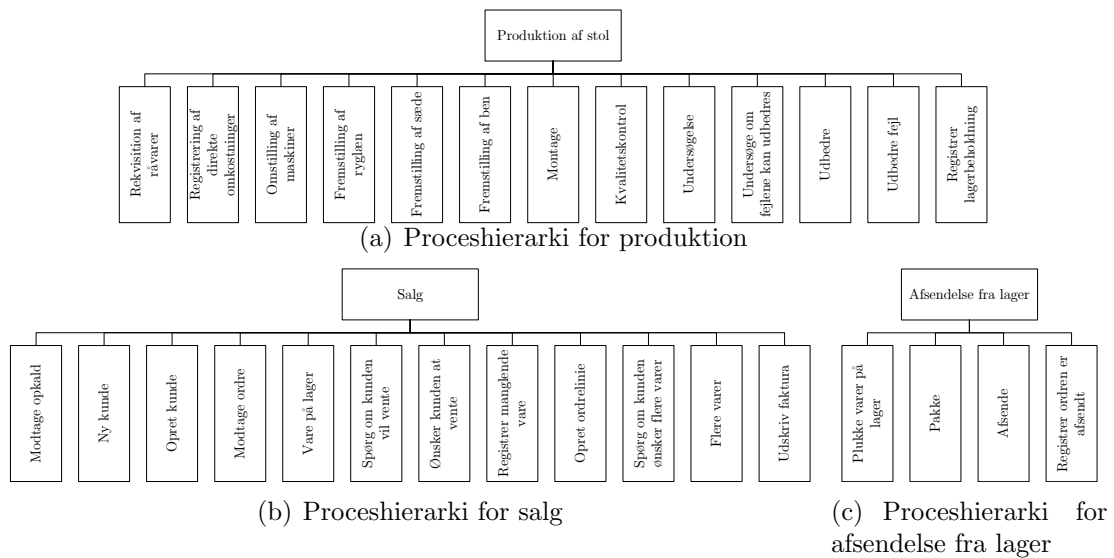 Produktion af stol
Rekvisition af
råvarer
Registrering af
direkte
omkostninger
Omstilling af
maskiner
Fremstilling af
ryglæn
Fremstilling af sæde
Fremstilling af ben
Montage
Kvalitetskontrol
Undersøgelse
Undersøge om
fejlene kan udbedres
Udbedre
Udbedre fejl
Registrer
lagerbeholdning
(a) Proceshierarki for produktion
Salg
Modtage opkald
Ny kunde
Opret kunde
Modtage ordre
Vare på lager
Spørg om kunden
vil vente
Ønsker kunden at
vente
Registrer manglende
vare
Opret ordrelinie
Spørg om kunden
ønsker flere varer
Flere varer
Udskriv faktura
(b) Proceshierarki for salg
Afsendelse fra lager
Plukke varer på
lager
Pakke
Afsende
Registrer ordren er
afsendt
(c) Proceshierarki for
afsendelse fra lager